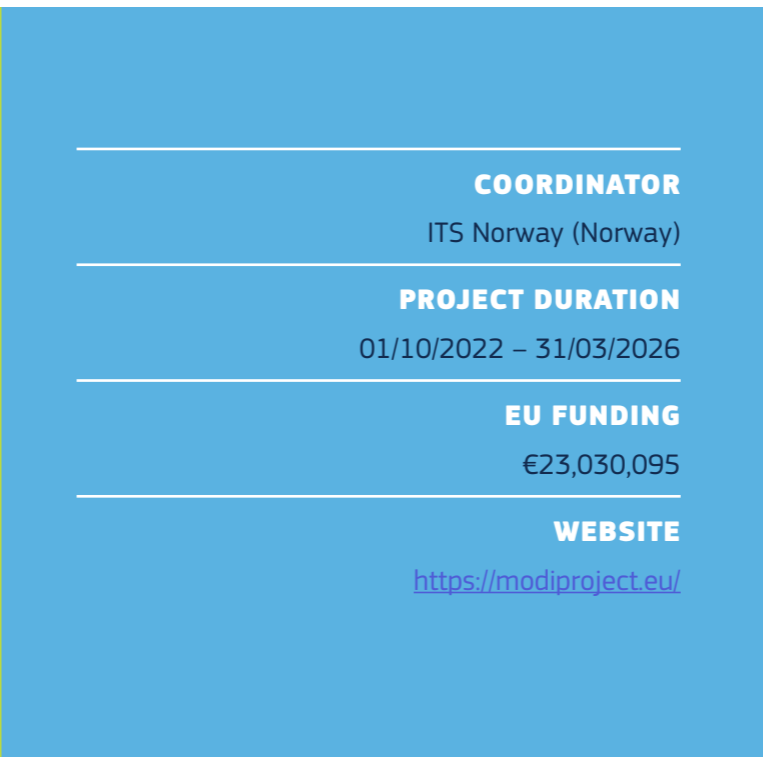 COORDINATOR
ITS Norway (Norway)
PROJECT DURATION
01/10/2022 – 31/03/2026
EU FUNDING
€23,030,095
WEBSITE
https://modiproject.eu/